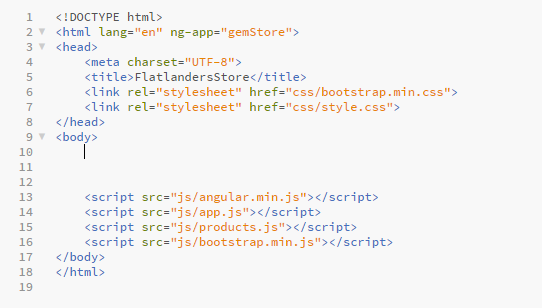 1 <!DOCTYPE html>
2 <html lang="en" ng-app="gemStore">
3 <head>
4     <meta charset="UTF-8">
5     <title>FlatlandersStore</title>
6     <link rel="stylesheet" href="css/bootstrap.min.css">
7     <link rel="stylesheet" href="css/style.css">
8 </head>
9 <body>
10
11
12
13     <script src="js/angular.min.js"></script>
14     <script src="js/app.js"></script>
15     <script src="js/products.js"></script>
16     <script src="js/bootstrap.min.js"></script>
17 </body>
18 </html>
19